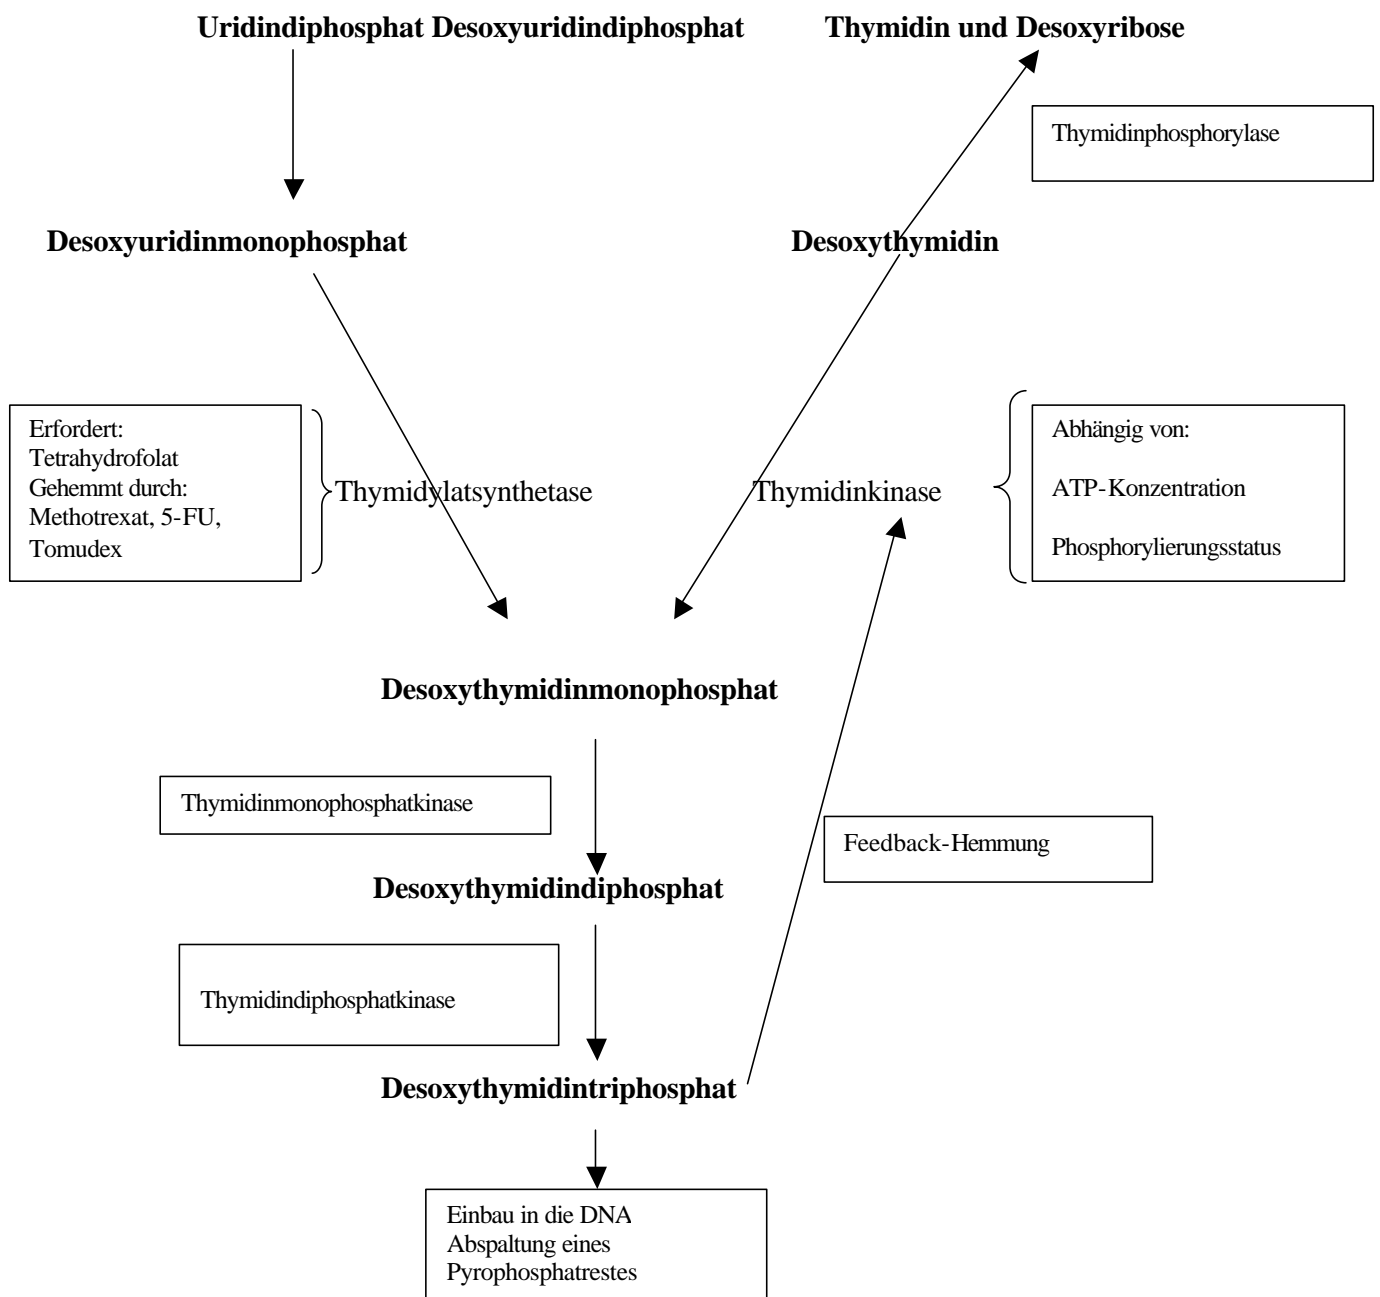 Uridindiphosphat Desoxyuridindiphosphat
Thymidin und Desoxyribose
Thymidinphosphorylase
Desoxyuridinmonophosphat
Desoxythymidin
Erfordert:
Tetrahydrofolat
Gehemmt durch:
Methotrexat, 5-FU,
Tomudex
Thymidylatsynthetase
Thymidinkinase
Abhängig von:
ATP-Konzentration
Phosphorylierungsstatus
Desoxythymidinmonophosphat
Thymidinmonophosphatkinase
Feedback-Hemmung
Desoxythymidindiphosphat
Thymidindiphosphatkinase
Desoxythymidintriphosphat
Einbau in die DNA
Abspaltung eines
Pyrophosphatrestes